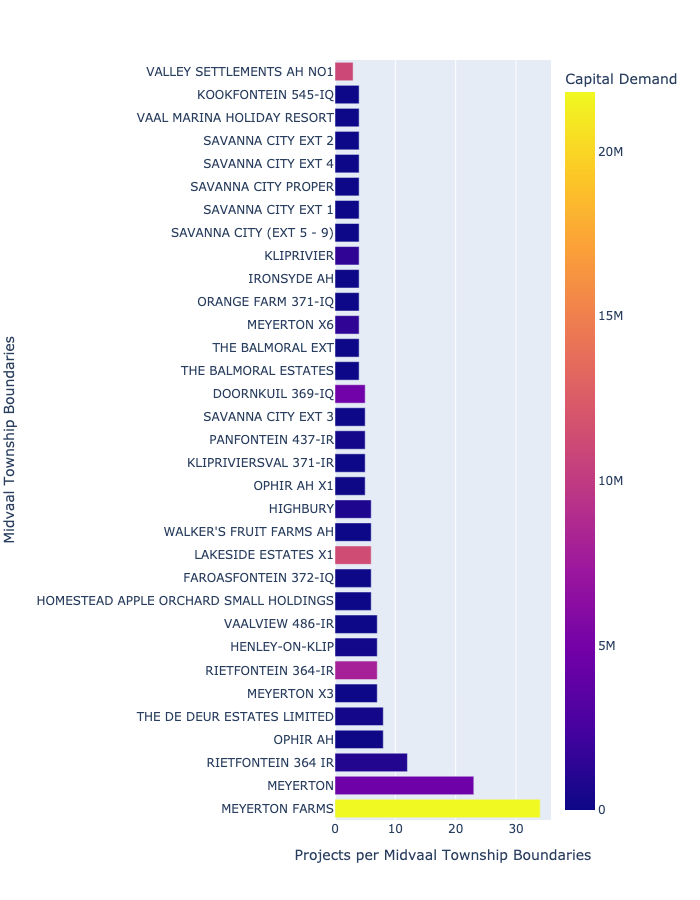 Capital Demand
VALLEY SETTLEMENTS AH NO1
KOOKFONTEIN 545-IQ
VAAL MARINA HOLIDAY RESORT
SAVANNA CITY EXT 2
SAVANNA CITY EXT 4
SAVANNA CITY PROPER
SAVANNA CITY EXT 1
SAVANNA CITY (EXT 5 - 9)
KLIPRIVIER
IRONSYDE AH
ORANGE FARM 371-IQ
MEYERTON X6
THE BALMORAL EXT
THE BALMORAL ESTATES
DOORNKUIL 369-IQ
SAVANNA CITY EXT 3
PANFONTEIN 437-IR
KLIPRIVIERSVAL 371-IR
OPHIR AH X1
HIGHBURY
WALKER'S FRUIT FARMS AH
LAKESIDE ESTATES X1
FAROASFONTEIN 372-IQ
HOMESTEAD APPLE ORCHARD SMALL HOLDINGS
VAALVIEW 486-IR
HENLEY-ON-KLIP
RIETFONTEIN 364-IR
MEYERTON X3
THE DE DEUR ESTATES LIMITED
OPHIR AH
RIETFONTEIN 364 IR
MEYERTON
MEYERTON FARMS
Midvaal Township Boundaries
0 10 20 30
Projects per Midvaal Township Boundaries
20M
15M
10M
5M
0